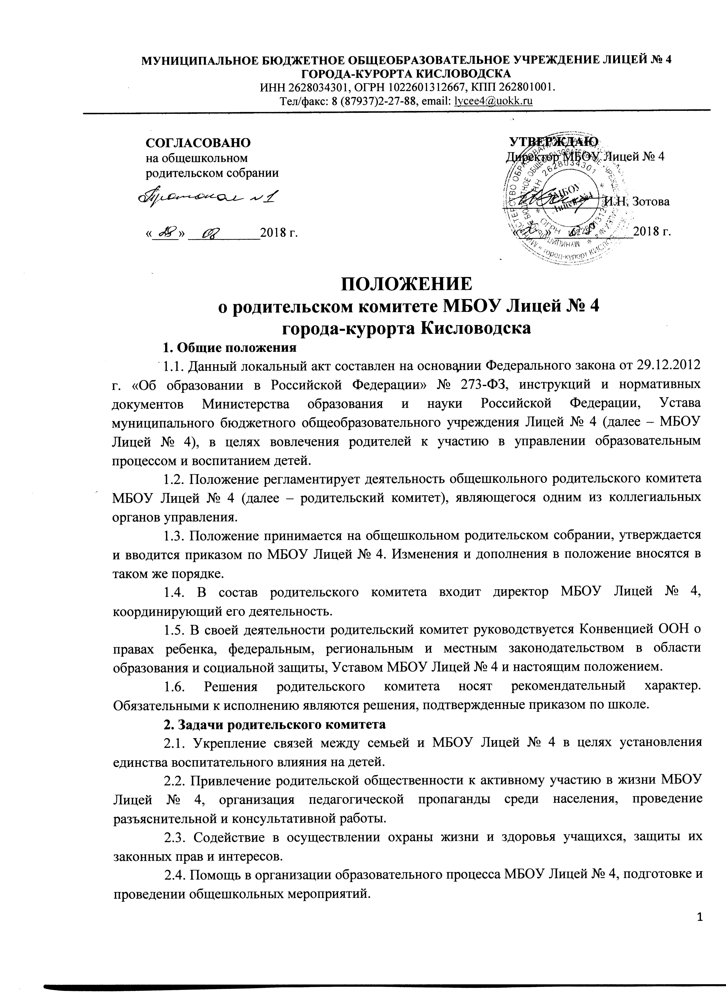 МУНИЦИПАЛЬНОЕ БЮДЖЕТНОЕ ОБЩЕОБРАЗОВАТЕЛЬНОЕ УЧРЕЖДЕНИЕ ЛИЦЕЙ № 4
ГОРОДА-КУРОРТА КИСЛОВОДСКА
ИНН 2628034301, ОГРН 1022601312667, КПП 262801001.
Тел/факс: 8 (87937)2-27-88, email: lycee4@uokk.ru
СОГЛАСОВАНО
на общешкольном
родительском собрании
Протокол №1
«28» 08 2018 г.
УТВЕРЖДАЮ
Директор МБОУ Лицей № 4
И.Н. Зотова
2018 г.
ИНН 2628034301
МБОУ
Лицей №4
ОГРН 1022601312667
город-курорт КИСЛОВОДСК
ПОЛОЖЕНИЕ
о родительском комитете МБОУ Лицей № 4
города-курорта Кисловодска
1. Общие положения
1.1. Данный локальный акт составлен на основании Федерального закона от 29.12.2012
г. «Об образовании в Российской Федерации» № 273-ФЗ, инструкций и нормативных
документов Министерства образования и науки Российской Федерации, Устава
муниципального бюджетного общеобразовательного учреждения Лицей № 4 (далее – МБОУ
Лицей № 4), в целях вовлечения родителей к участию в управлении образовательным
процессом и воспитанием детей.
1.2. Положение регламентирует деятельность общешкольного родительского комитета
МБОУ Лицей № 4 (далее – родительский комитет), являющегося одним из коллегиальных
органов управления.
1.3. Положение принимается на общешкольном родительском собрании, утверждается
и вводится приказом по МБОУ Лицей № 4. Изменения и дополнения в положение вносятся в
таком же порядке.
1.4. В состав родительского комитета входит директор МБОУ Лицей № 4,
координирующий его деятельность.
1.5. В своей деятельности родительский комитет руководствуется Конвенцией ООН о
правах ребенка, федеральным, региональным и местным законодательством в области
образования и социальной защиты, Уставом МБОУ Лицей № 4 и настоящим положением.
1.6. Решения родительского комитета носят рекомендательный характер.
Обязательными к исполнению являются решения, подтвержденные приказом по школе.
2. Задачи родительского комитета
2.1. Укрепление связей между семьей и МБОУ Лицей № 4 в целях установления
единства воспитательного влияния на детей.
2.2. Привлечение родительской общественности к активному участию в жизни МБОУ
Лицей № 4, организация педагогической пропаганды среди населения, проведение
разъяснительной и консультативной работы.
2.3. Содействие в осуществлении охраны жизни и здоровья учащихся, защиты их
законных прав и интересов.
2.4. Помощь в организации образовательного процесса МБОУ Лицей № 4, подготовке и
проведении общешкольных мероприятий.
1